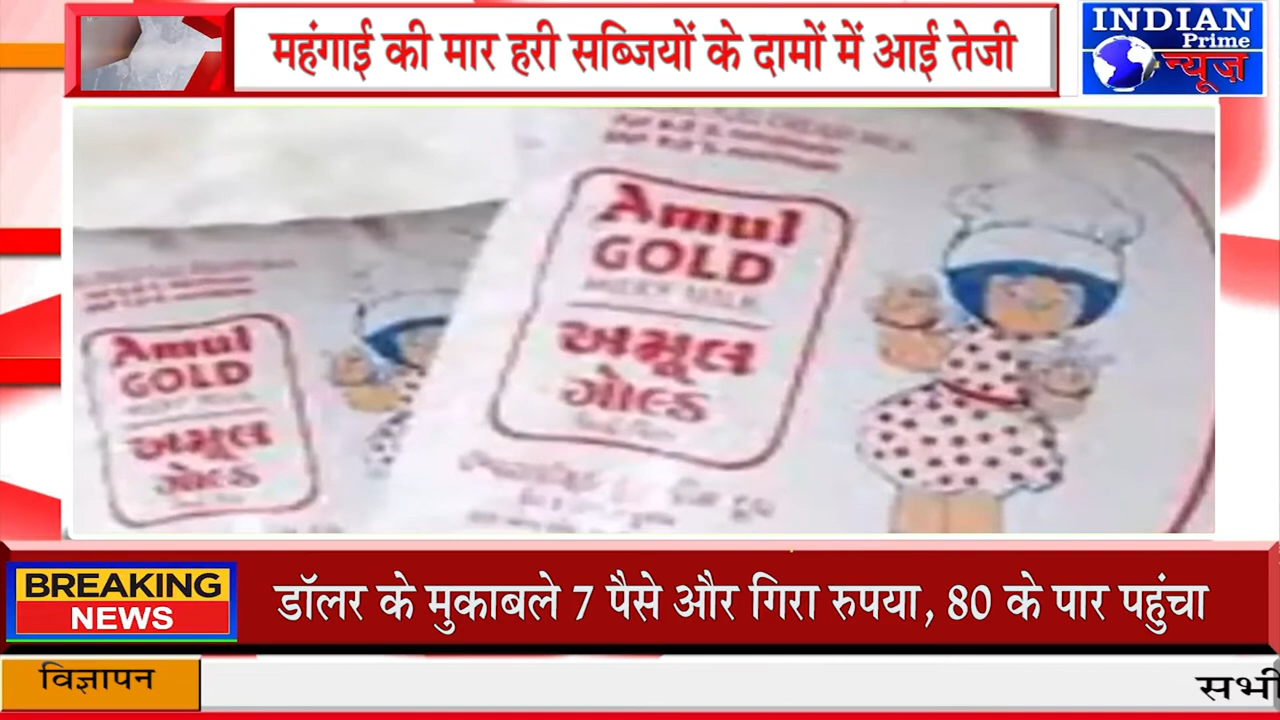 महंगाई की मार हरी सब्जियों के दामों में आई तेजी
INDIAN
Prime
न्यूज़
Amul
GOLD
અમૂલ
ગોલ્ડ
Amul
GOLD
અમૂલ
ગોલ્ડ
BREAKING
NEWS
डॉलर के मुकाबले 7 पैसे और गिरा रुपया, 80 के पार पहुंचा
विज्ञापन
सभी